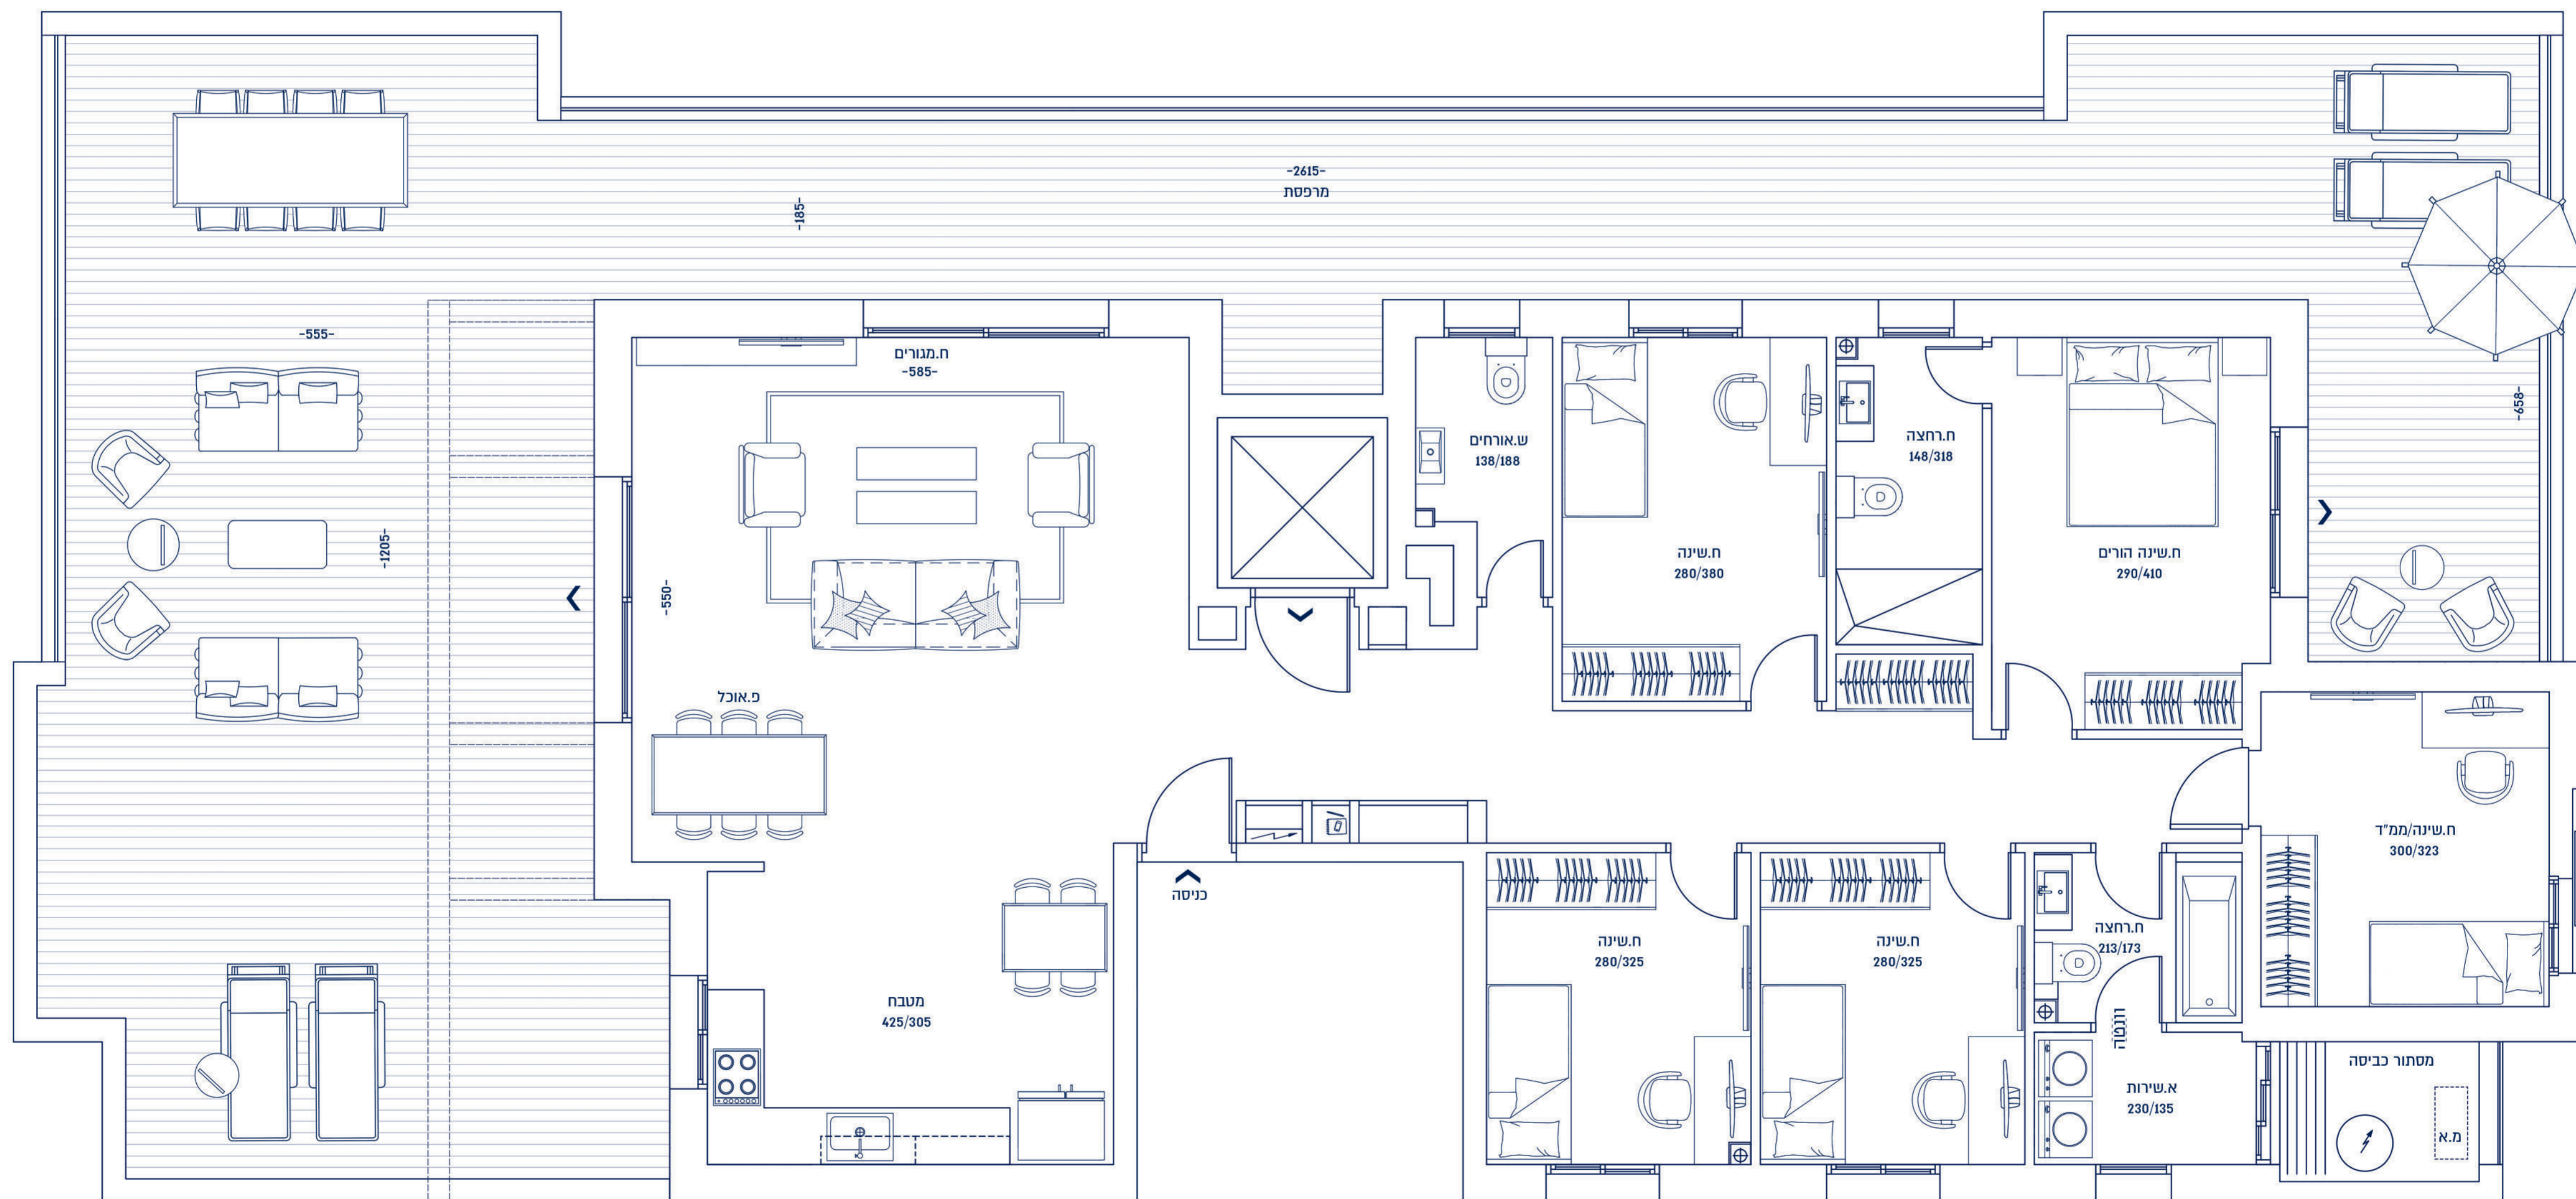 -2615-
מרפסת
-185-
-555-
-1205-
-658-
ח.מגורים
-585-
-550-
ש.אורחים
138/188
ח.שינה
280/380
ח.רחצה
148/318
ח.שינה הורים
290/410
פ.אוכל
כניסה
מטבח
425/305
ח.שינה
280/325
ח.שינה
280/325
ח.רחצה
213/173
ח.שינה/ממ"ד
300/323
א.שירות
230/135
מסתור כביסה
מ.א